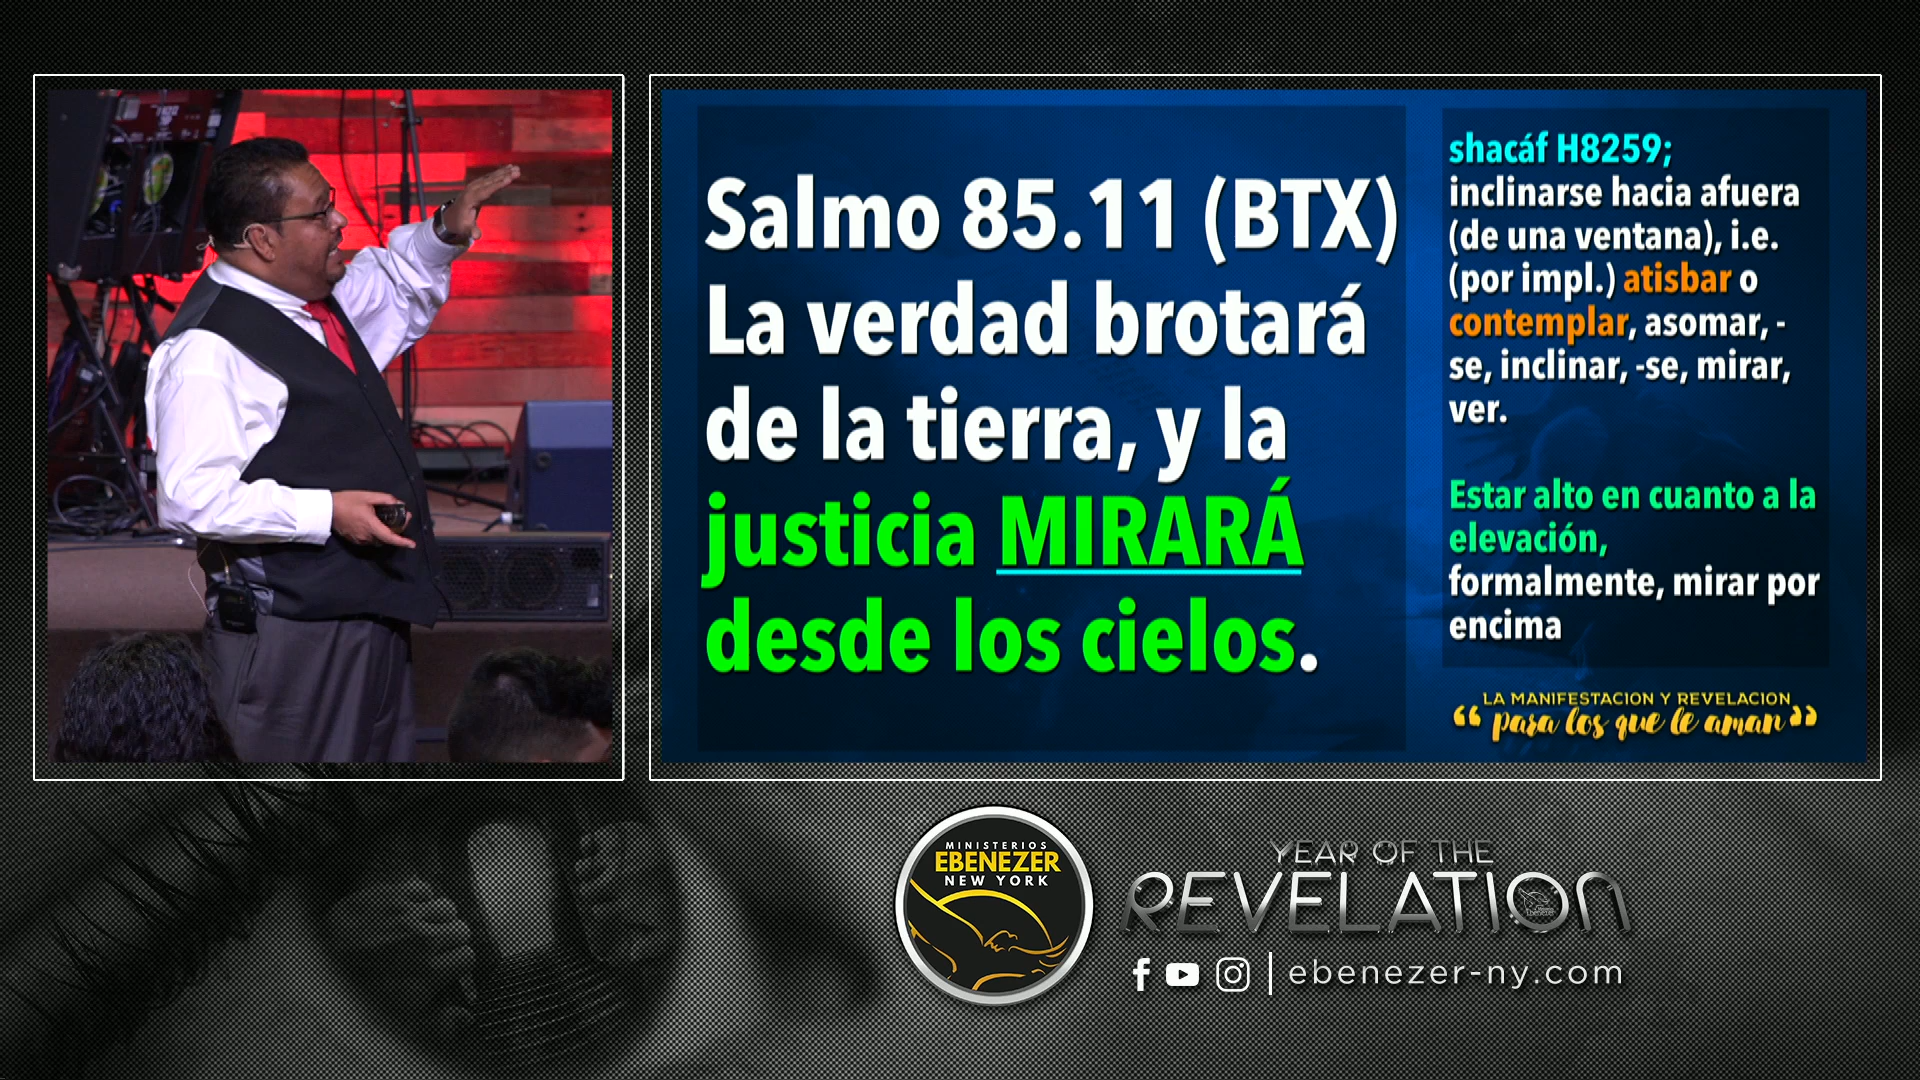 Salmo 85.11 (BTX)
La verdad brotará
de la tierra, y la
justicia MIRARÁ
desde los cielos.
shacáf H8259;
inclinarse hacia afuera
(de una ventana), i.e.
(por impl.) atisbar o
contemplar, asomar, -
se, inclinar, -se, mirar,
ver.
Estar alto en cuanto a la
elevación,
formalmente, mirar por
encima
LA MANIFESTACION Y REVELACION
“para los que le aman”
MINISTERIOS
EBENEZER
NEW YORK
YEAR OF THE
REVELATION
ebenezer-ny.com